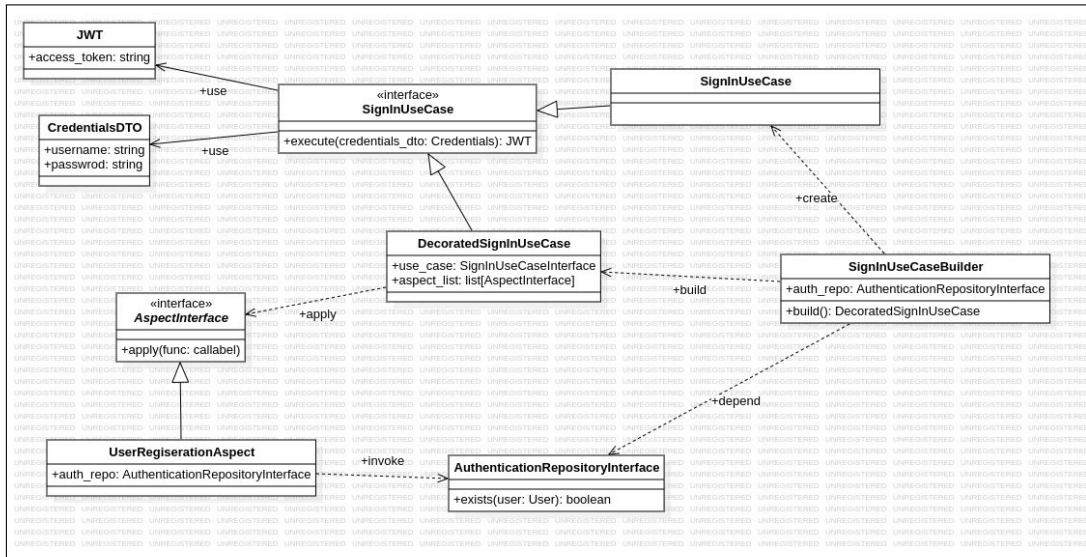 JWT
+access_token: string
+use
CredentialsDTO
+username: string
+passwrod: string
+use
«interface»
SignInUseCase
+execute(credentials_dto: Credentials): JWT
SignInUseCase
+create
DecoratedSignInUseCase
+use_case: SignInUseCaseInterface
+aspect_list: list[AspectInterface]
+build
SignInUseCaseBuilder
+auth_repo: AuthenticationRepositoryInterface
+build(): DecoratedSignInUseCase
«interface»
AspectInterface
+apply(func: callabel)
+apply
+depend
UserRegiserationAspect
+auth_repo: AuthenticationRepositoryInterface
+invoke
AuthenticationRepositoryInterface
+exists(user: User): boolean
UNREGISTERED